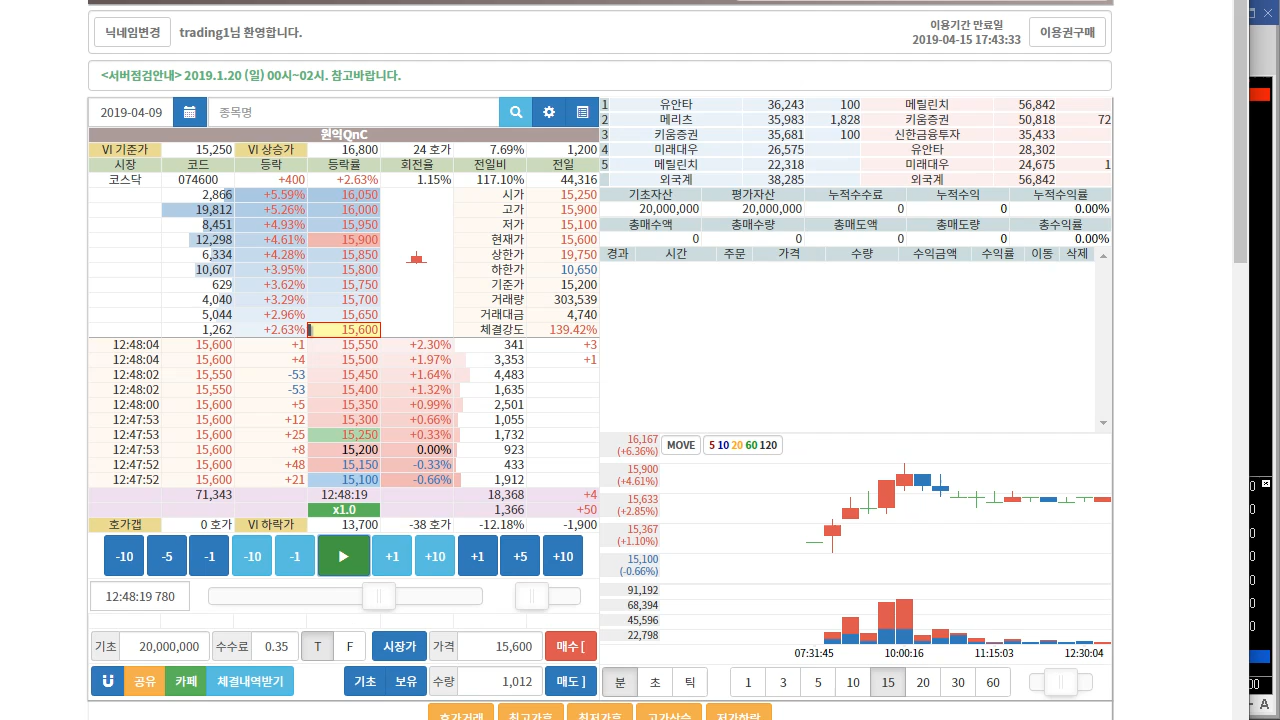 닉네임변경 trading1님 환영합니다. 이용기간 만료일 2019-04-15 17:43:33 이용권구매
<서버점검안내> 2019.1.20 (일) 00시~02시. 참고바랍니다.
2019-04-09 종목명
원익QnC
VI 기준가 15,250 VI 상승가 16,800 24 호가 7.69% 1,200
시장 코드 등락 등락률 회전율 전일비 전일
코스닥 074600 +400 +2.63% 1.15% 117.10% 44,316
2,866 +5.59% 16,050 시가 15,250
19,812 +5.26% 16,000 고가 15,900
8,451 +4.93% 15,950 저가 15,100
12,298 +4.61% 15,900 현재가 15,600
6,334 +4.28% 15,850 상한가 19,750
10,607 +3.95% 15,800 하한가 10,650
629 +3.62% 15,750 기준가 15,200
4,040 +3.29% 15,700 거래량 303,539
5,044 +2.96% 15,650 거래대금 4,740
1,262 +2.63% 15,600 체결강도 139.42%
12:48:04 15,600 +1 15,550 +2.30% 341 +3
12:48:04 15,600 +4 15,500 +1.97% 3,353 +1
12:48:02 15,550 -53 15,450 +1.64% 4,483
12:48:02 15,550 -53 15,400 +1.32% 1,635
12:48:00 15,600 +5 15,350 +0.99% 2,501
12:47:53 15,600 +12 15,300 +0.66% 1,055
12:47:53 15,600 +25 15,250 +0.33% 1,732
12:47:53 15,600 +8 15,200 0.00% 923
12:47:52 15,600 +48 15,150 -0.33% 433
12:47:52 15,600 +21 15,100 -0.66% 1,912
71,343 12:48:19 18,368 +4
x1.0 1,366 +50
호가갭 0 호가 VI 하락가 13,700 -38 호가 -12.18% -1,900
-10 -5 -1 -10 -1 +1 +10 +1 +5 +10
12:48:19 780
기초 20,000,000 수수료 0.35 T F 시장가 가격 15,600 매수 [
공유 카페 체결내역받기 기초 보유 수량 1,012 매도 ]
1 유안타 36,243 100 메릴린치 56,842
2 메리츠 35,983 1,828 키움증권 50,818 72
3 키움증권 35,681 100 신한금융투자 35,433
4 미래대우 26,575 유안타 28,302
5 메릴린치 22,318 미래대우 24,675 1
외국계 38,285 외국계 56,842
기초자산 평가자산 누적수수료 누적수익 누적수익률
20,000,000 20,000,000 0 0 0.00%
총매수액 총매수량 총매도액 총매도량 총수익률
0 0 0 0 0.00%
경과 시간 주문 가격 수량 수익금액 수익률 이동 삭제
16,167 (+6.36%) MOVE 5 10 20 60 120
15,900 (+4.61%)
15,633 (+2.85%)
15,367 (+1.10%)
15,100 (-0.66%)
91,192
68,394
45,596
22,798
07:31:45 10:00:16 11:15:03 12:30:04
분 초 틱 1 3 5 10 15 20 30 60
호가거래 최고가호 최저가호 고가상승 저가하락
A